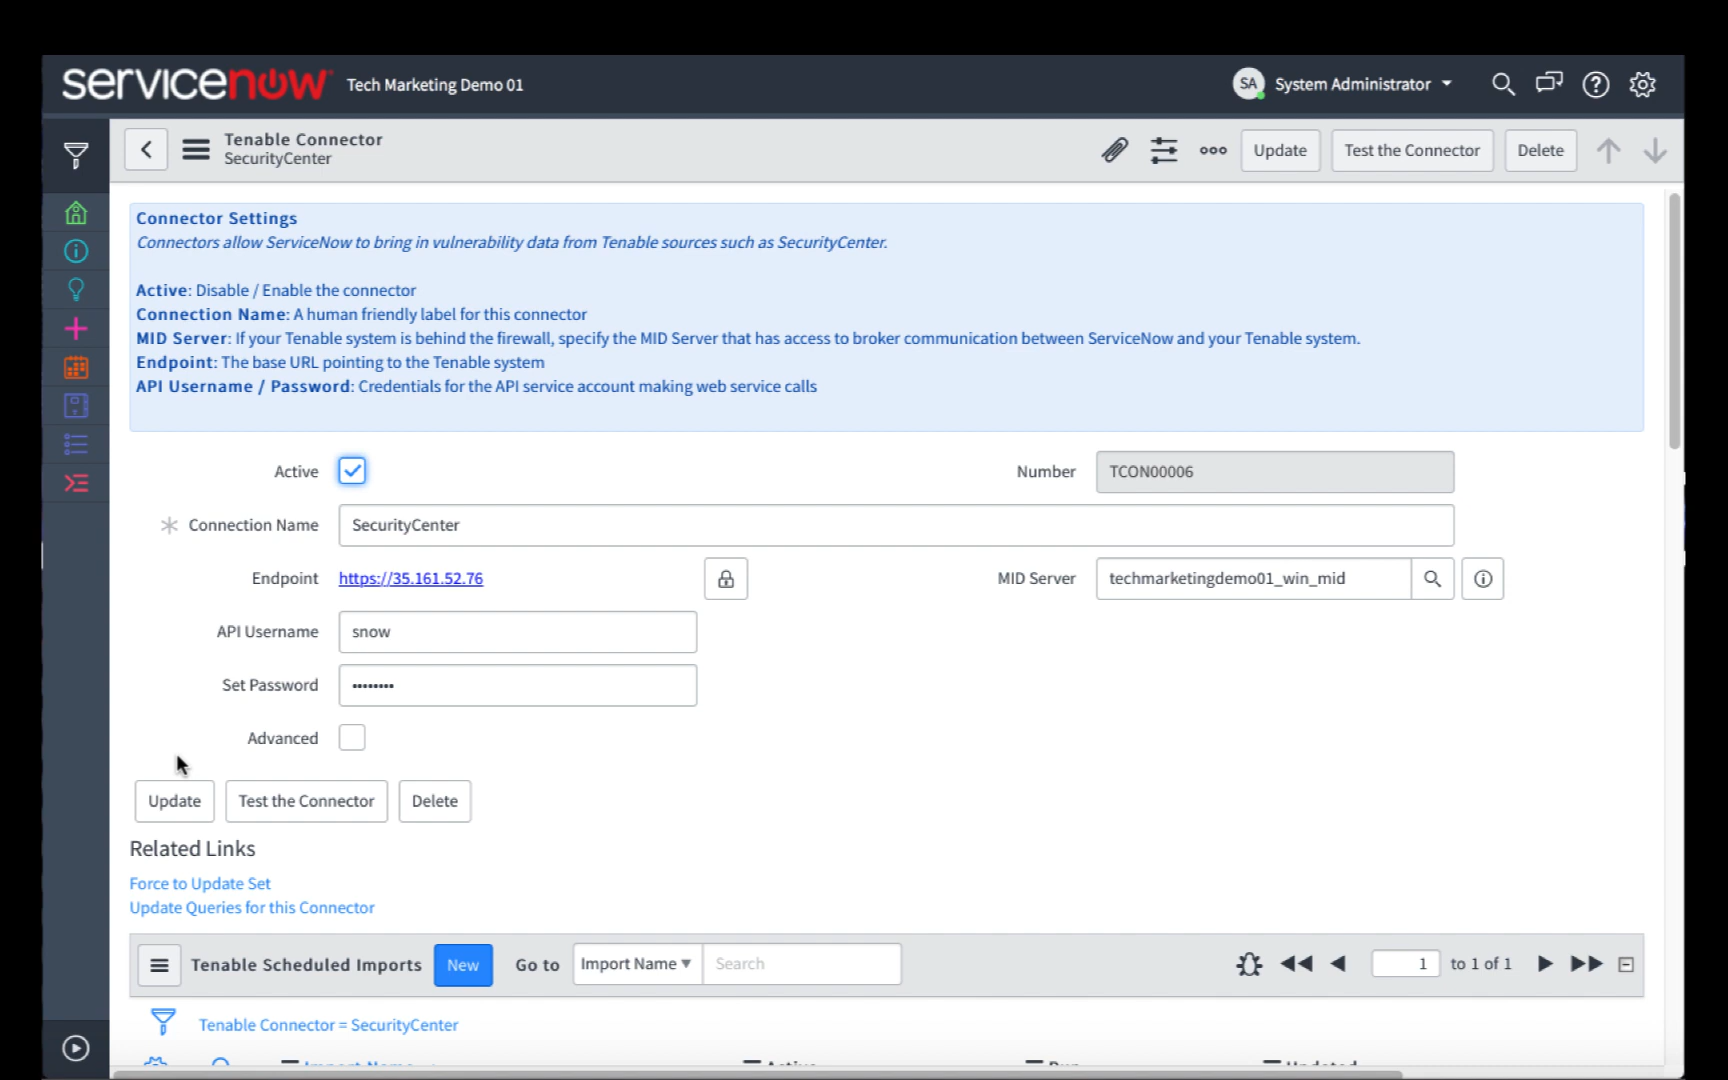 servicenow Tech Marketing Demo 01 SA System Administrator
Tenable Connector
SecurityCenter
Update Test the Connector Delete
Connector Settings
Connectors allow ServiceNow to bring in vulnerability data from Tenable sources such as SecurityCenter.
Active: Disable / Enable the connector
Connection Name: A human friendly label for this connector
MID Server: If your Tenable system is behind the firewall, specify the MID Server that has access to broker communication between ServiceNow and your Tenable system.
Endpoint: The base URL pointing to the Tenable system
API Username / Password: Credentials for the API service account making web service calls
Active Number TCON00006
Connection Name SecurityCenter
Endpoint https://35.161.52.76 MID Server techmarketingdemo01_win_mid
API Username snow
Set Password ••••••••
Advanced
Update Test the Connector Delete
Related Links
Force to Update Set
Update Queries for this Connector
Tenable Scheduled Imports New Go to Import Name Search 1 to 1 of 1
Tenable Connector = SecurityCenter
Import Name Active Run Updated